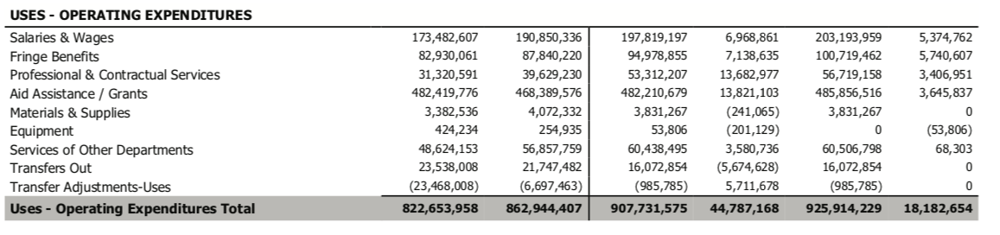 USES - OPERATING EXPENDITURES
Salaries & Wages 173,482,607 190,850,336 197,819,197 6,968,861 203,193,959 5,374,762
Fringe Benefits 82,930,061 87,840,220 94,978,855 7,138,635 100,719,462 5,740,607
Professional & Contractual Services 31,320,591 39,629,230 53,312,207 13,682,977 56,719,158 3,406,951
Aid Assistance / Grants 482,419,776 468,389,576 482,210,679 13,821,103 485,856,516 3,645,837
Materials & Supplies 3,382,536 4,072,332 3,831,267 (241,065) 3,831,267 0
Equipment 424,234 254,935 53,806 (201,129) 0 (53,806)
Services of Other Departments 48,624,153 56,857,759 60,438,495 3,580,736 60,506,798 68,303
Transfers Out 23,538,008 21,747,482 16,072,854 (5,674,628) 16,072,854 0
Transfer Adjustments-Uses (23,468,008) (6,697,463) (985,785) 5,711,678 (985,785) 0
Uses - Operating Expenditures Total 822,653,958 862,944,407 907,731,575 44,787,168 925,914,229 18,182,654